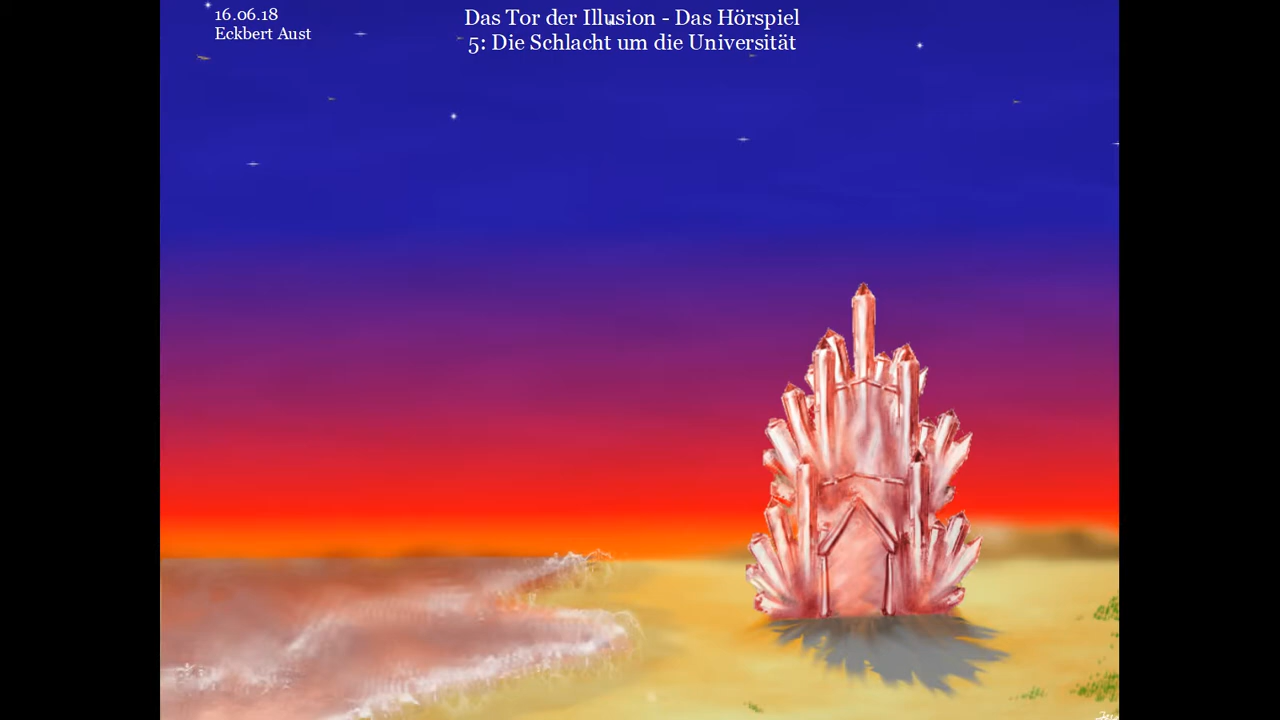 16.06.18
Eckbert Aust
Das Tor der Illusion - Das Hörspiel
5: Die Schlacht um die Universität